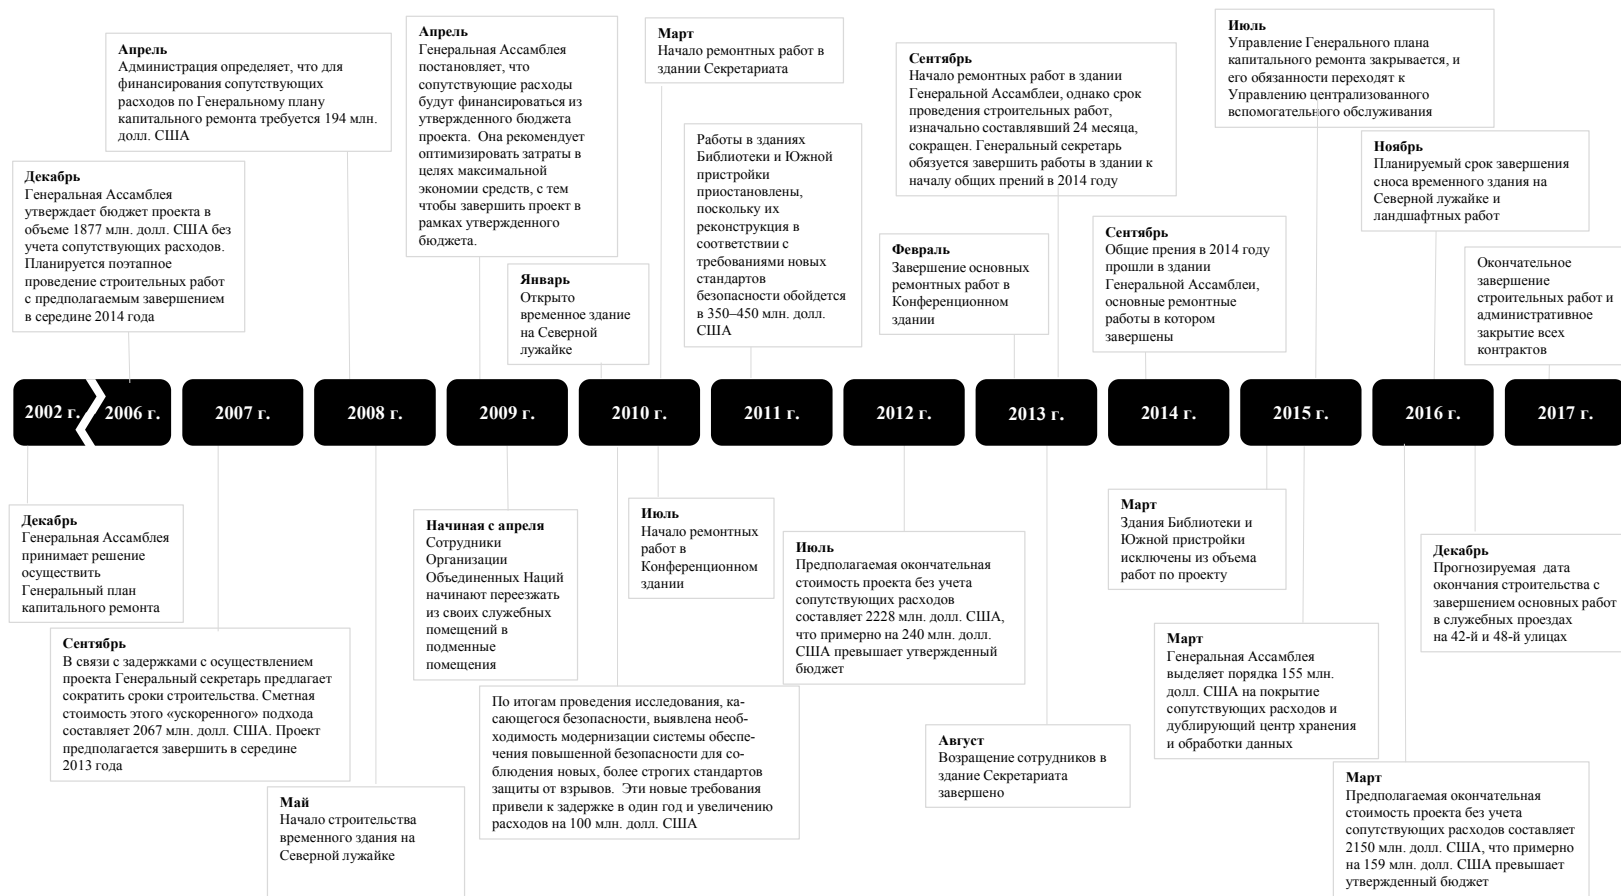 Апрель
Администрация определяет, что для
финансирования сопутствующих
расходов по Генеральному плану
капитального ремонта требуется 194 млн.
долл. США
Декабрь
Генеральная Ассамблея
утверждает бюджет проекта в
объеме 1877 млн. долл. США без
учета сопутствующих расходов.
Планируется поэтапное
проведение строительных работ
с предполагаемым завершением
в середине 2014 года
Апрель
Генеральная Ассамблея
постановляет, что
сопутствующие расходы
будут финансироваться из
утвержденного бюджета
проекта. Она рекомендует
оптимизировать затраты в
целях максимальной
экономии средств, с тем
чтобы завершить проект в
рамках утвержденного
бюджета.
Январь
Открыто
временное здание
на Северной
лужайке
Март
Начало ремонтных работ в
здании Секретариата
Работы в зданиях
Библиотеки и Южной
пристройки
приостановлены,
поскольку их
реконструкция в
соответствии с
требованиями новых
стандартов
безопасности обойдется
в 350–450 млн. долл.
США
Сентябрь
Начало ремонтных работ в здании
Генеральной Ассамблеи, однако срок
проведения строительных работ,
изначально составлявший 24 месяца,
сокращен. Генеральный секретарь
обязуется завершить работы в здании к
началу общих прений в 2014 году
Февраль
Завершение основных
ремонтных работ в
Конференционном
здании
Сентябрь
Общие прения в 2014 году
прошли в здании
Генеральной Ассамблеи,
основные ремонтные
работы в котором
завершены
Июль
Управление Генерального плана
капитального ремонта закрывается, и
его обязанности переходят к
Управлению централизованного
вспомогательного обслуживания
Ноябрь
Планируемый срок завершения
сноса временного здания на
Северной лужайке и
ландшафтных работ
Окончательное
завершение
строительных работ и
административное
закрытие всех
контрактов
2002 г. 2006 г. 2007 г. 2008 г. 2009 г. 2010 г. 2011 г. 2012 г. 2013 г. 2014 г. 2015 г. 2016 г. 2017 г.
Декабрь
Генеральная Ассамблея
принимает решение
осуществить
Генеральный план
капитального ремонта
Сентябрь
В связи с задержками с осуществлением
проекта Генеральный секретарь предлагает
сократить сроки строительства. Сметная
стоимость этого «ускоренного» подхода
составляет 2067 млн. долл. США. Проект
предполагается завершить в середине
2013 года
Май
Начало строительства
временного здания на
Северной лужайке
Начиная с апреля
Сотрудники
Организации
Объединенных Наций
начинают переезжать
из своих служебных
помещений в
подменные
помещения
По итогам проведения исследования, ка-
сающегося безопасности, выявлена необ-
ходимость модернизации системы обеспе-
чения повышенной безопасности для со-
блюдения новых, более строгих стандартов
защиты от взрывов. Эти новые требования
привели к задержке в один год и увеличению
расходов на 100 млн. долл. США
Июль
Начало ремонтных
работ в
Конференционном
здании
Июль
Предполагаемая окончательная
стоимость проекта без учета
сопутствующих расходов
составляет 2228 млн. долл. США,
что примерно на 240 млн. долл.
США превышает утвержденный
бюджет
Август
Возращение сотрудников в
здание Секретариата
завершено
Март
Здания Библиотеки и
Южной пристройки
исключены из объема
работ по проекту
Март
Генеральная Ассамблея
выделяет порядка 155 млн.
долл. США на покрытие
сопутствующих расходов и
дублирующий центр хранения
и обработки данных
Март
Предполагаемая окончательная
стоимость проекта без учета
сопутствующих расходов составляет
2150 млн. долл. США, что примерно
на 159 млн. долл. США превышает
утвержденный бюджет
Декабрь
Прогнозируемая дата
окончания строительства с
завершением основных работ
в служебных проездах
на 42-й и 48-й улицах